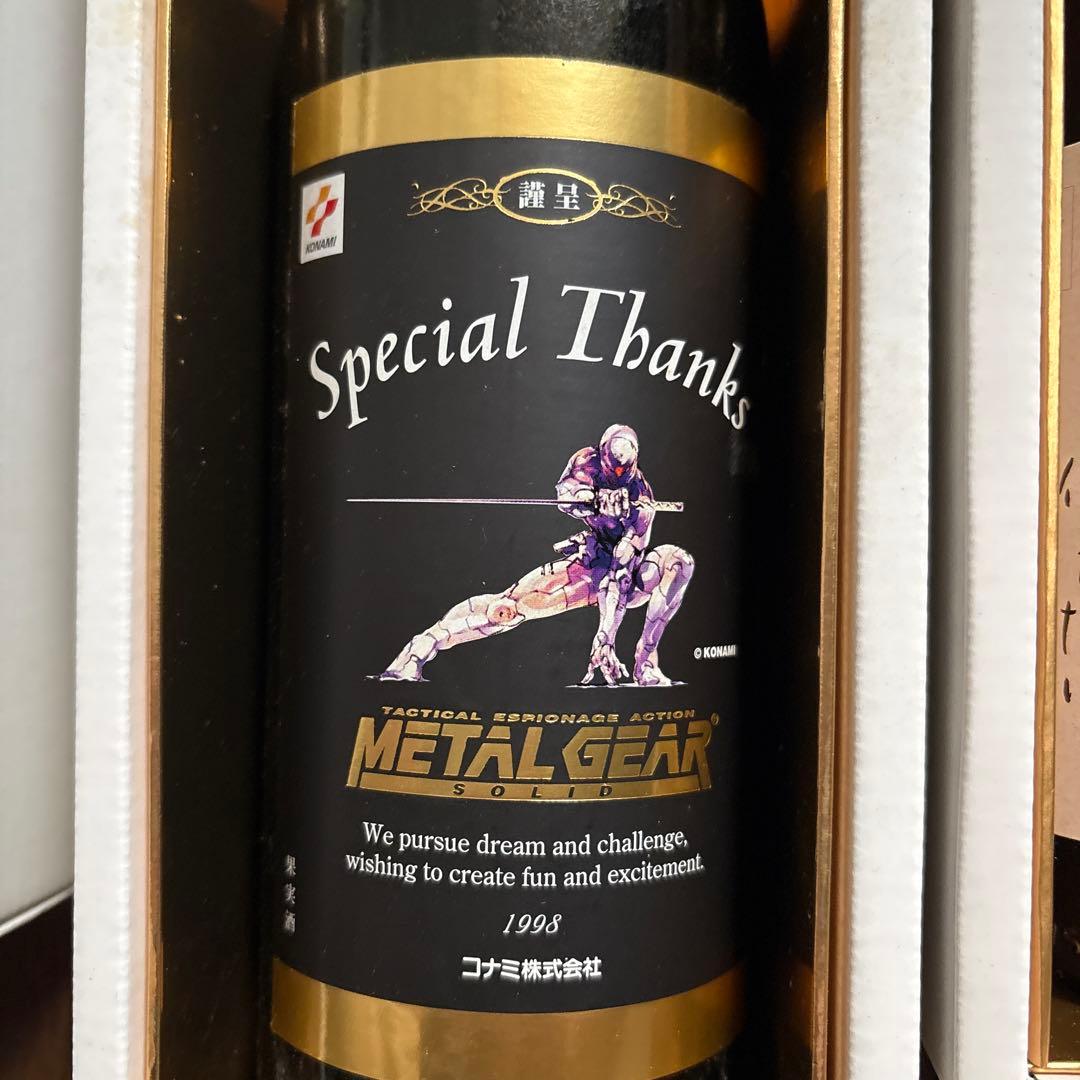 謹呈
KONAMI
Special Thanks
© KONAMI
TACTICAL ESPIONAGE ACTION
METAL GEAR®
SOLID
We pursue dream and challenge,
wishing to create fun and excitement.
1998
コナミ株式会社
果実酒